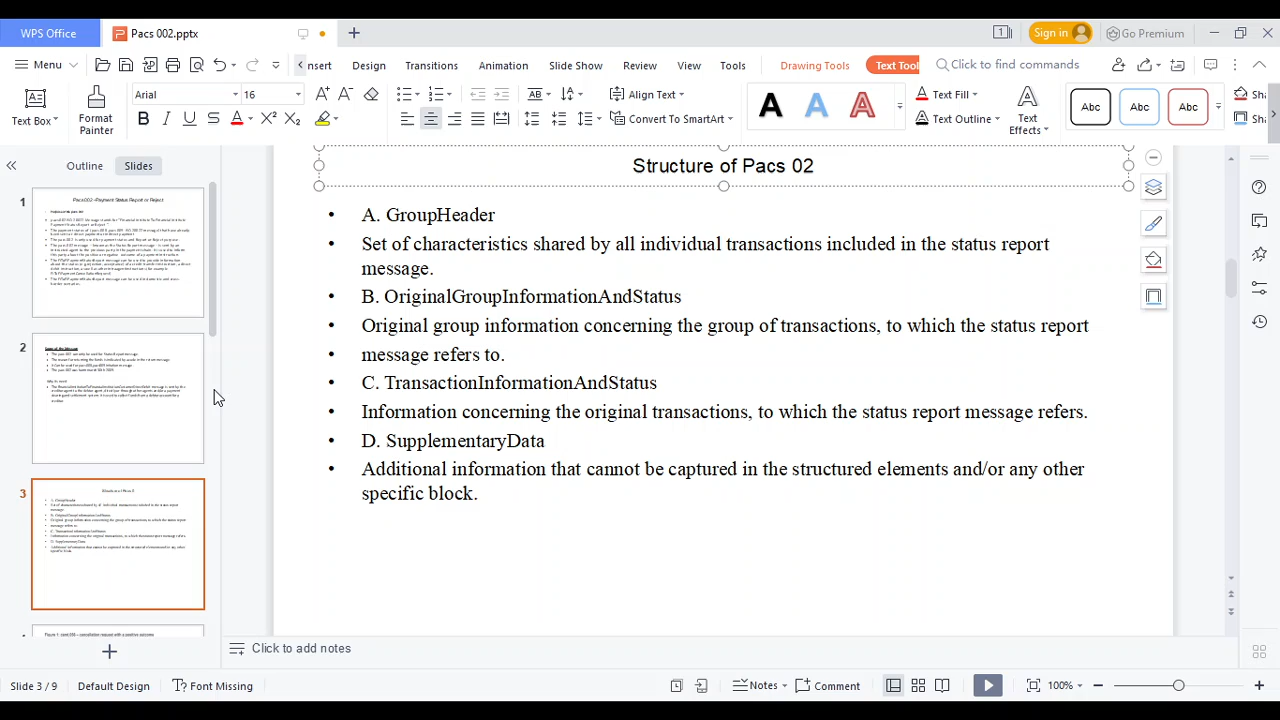 WPS Office
Pacs 002.pptx
Sign in
Go Premium
Menu
nsert
Design
Transitions
Animation
Slide Show
Review
View
Tools
Drawing Tools
Text Tool
Click to find commands
Text Box
Format
Painter
Arial
16
Align Text
Convert To SmartArt
Text Fill
Text Outline
Text
Effects
Abc
Abc
Abc
Sha
Sh
Outline
Slides
1
2
3
Structure of Pacs 02
• A. GroupHeader
• Set of characteristics shared by all individual transactions included in the status report
message.
• B. OriginalGroupInformationAndStatus
• Original group information concerning the group of transactions, to which the status report
• message refers to.
• C. TransactionInformationAndStatus
• Information concerning the original transactions, to which the status report message refers.
• D. SupplementaryData
• Additional information that cannot be captured in the structured elements and/or any other
specific block.
Click to add notes
Slide 3 / 9
Default Design
Font Missing
Notes
Comment
100%